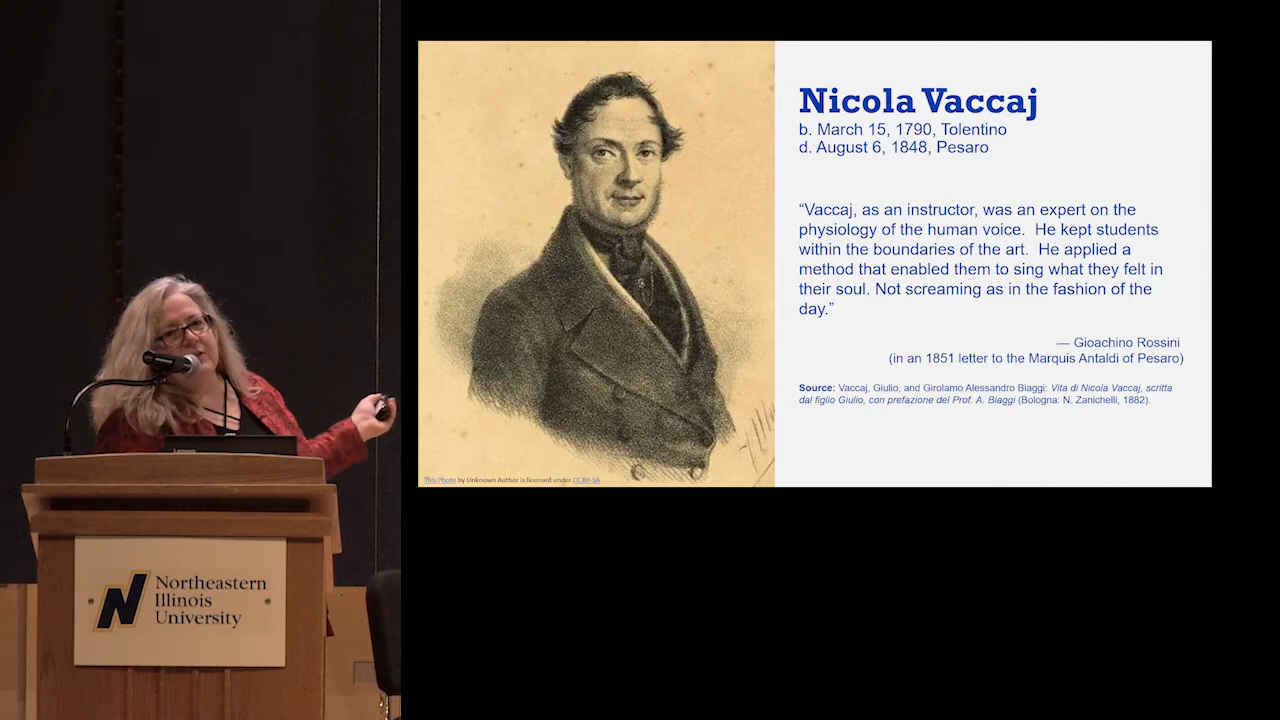 Nicola Vaccaj
b. March 15, 1790, Tolentino
d. August 6, 1848, Pesaro
“Vaccaj, as an instructor, was an expert on the
physiology of the human voice.  He kept students
within the boundaries of the art.  He applied a
method that enabled them to sing what they felt in
their soul. Not screaming as in the fashion of the
day.”
— Gioachino Rossini
(in an 1851 letter to the Marquis Antaldi of Pesaro)
Source: Vaccaj, Giulio, and Girolamo Alessandro Biaggi: Vita di Nicola Vaccaj, scritta
dal figlio Giulio, con prefazione del Prof. A. Biaggi (Bologna: N. Zanichelli, 1882).
This Photo by Unknown Author is licensed under CC BY-SA
Lenovo
N
Northeastern
Illinois
University